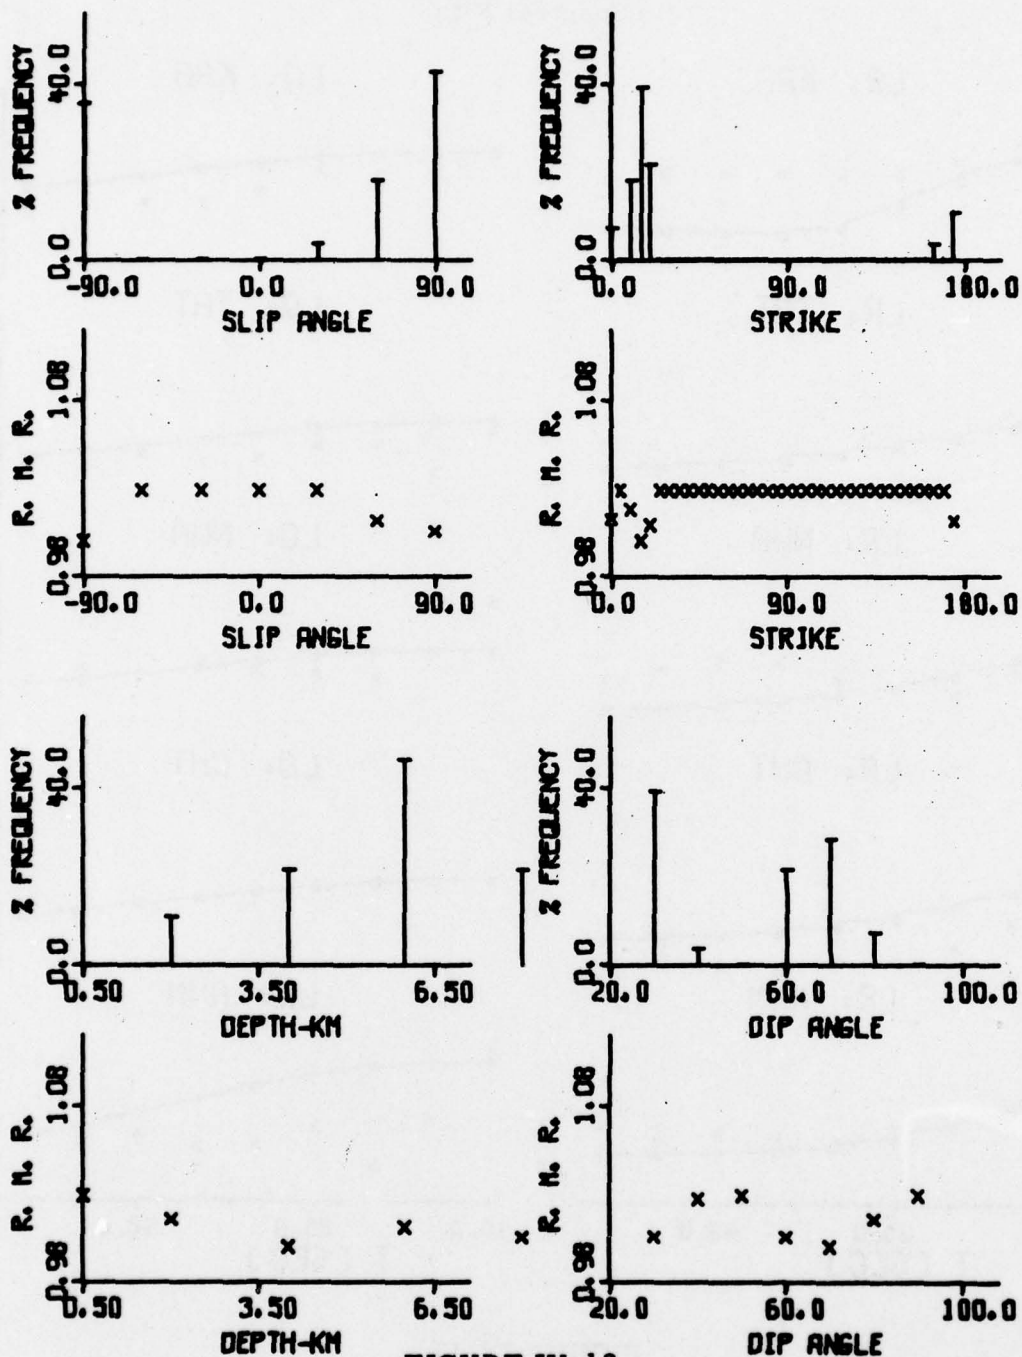 % FREQUENCY
40.0
0.0
-90.0 0.0 90.0
SLIP ANGLE
% FREQUENCY
40.0
0.0
0.0 90.0 180.0
STRIKE
R. M. R.
1.08
0.98
-90.0 0.0 90.0
SLIP ANGLE
R. M. R.
1.08
0.98
0.0 90.0 180.0
STRIKE
% FREQUENCY
40.0
0.0
0.50 3.50 6.50
DEPTH-KM
% FREQUENCY
40.0
0.0
20.0 60.0 100.0
DIP ANGLE
R. M. R.
1.08
0.98
0.50 3.50 6.50
DEPTH-KM
R. M. R.
1.08
0.98
20.0 60.0 100.0
DIP ANGLE